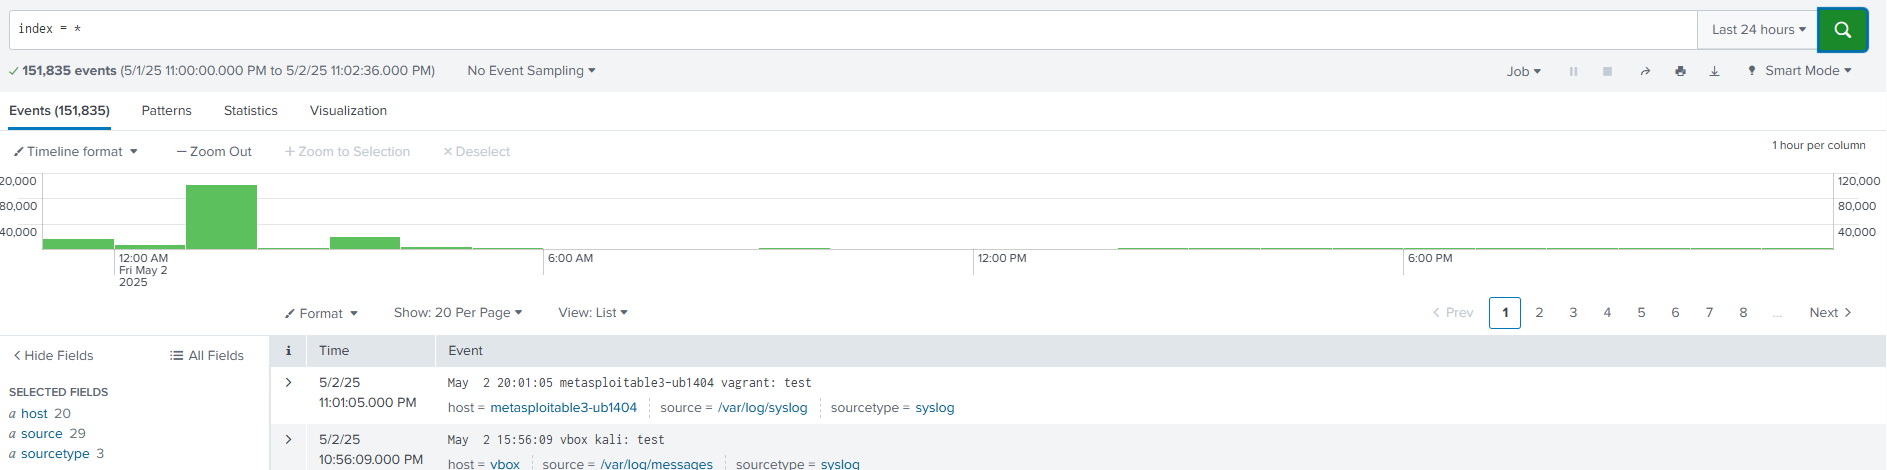 index = *
Last 24 hours
151,835 events (5/1/25 11:00:00.000 PM to 5/2/25 11:02:36.000 PM)
No Event Sampling
Job
Smart Mode
Events (151,835)
Patterns
Statistics
Visualization
Timeline format
Zoom Out
Zoom to Selection
Deselect
1 hour per column
20,000
120,000
80,000
80,000
40,000
40,000
12:00 AM
Fri May 2
2025
6:00 AM
12:00 PM
6:00 PM
Format
Show: 20 Per Page
View: List
Prev
1 2 3 4 5 6 7 8 ...
Next
Hide Fields
All Fields
i
Time
Event
SELECTED FIELDS
a host 20
a source 29
a sourcetype 3
5/2/25
11:01:05.000 PM
May  2 20:01:05 metasploitable3-ub1404 vagrant: test
host = metasploitable3-ub1404
source = /var/log/syslog
sourcetype = syslog
5/2/25
10:56:09.000 PM
May  2 15:56:09 vbox kali: test
host = vbox
source = /var/log/messages
sourcetype = syslog